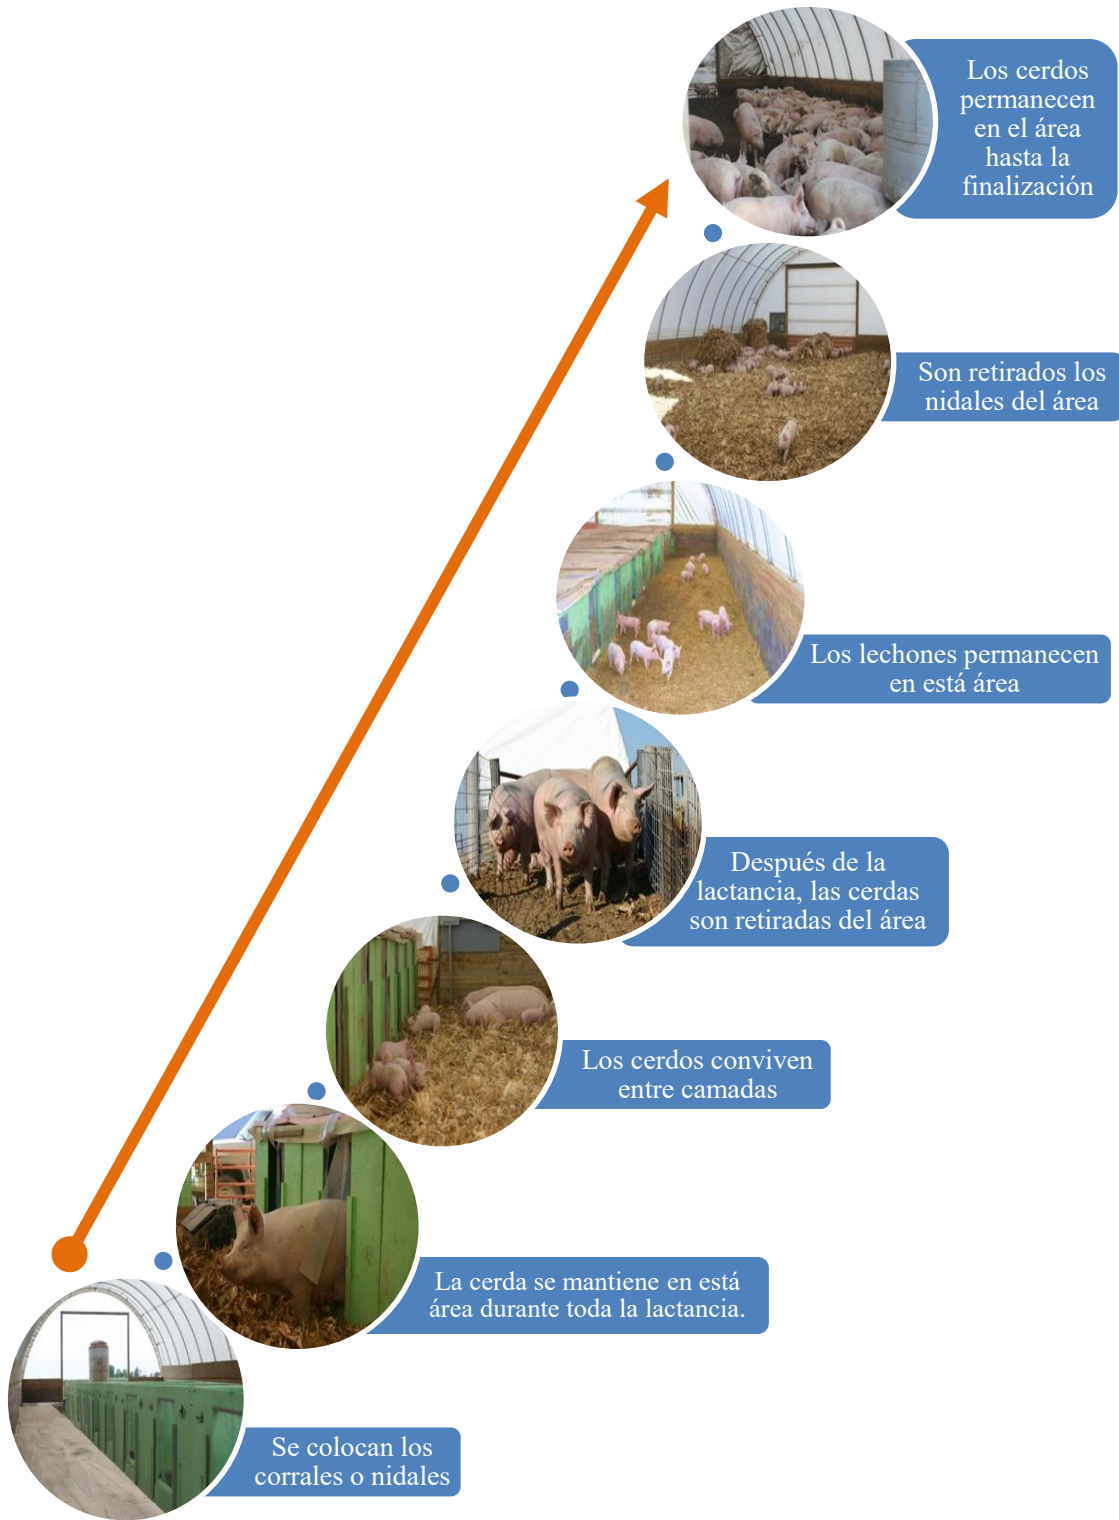 Los cerdos
permanecen
en el área
hasta la
finalización
Son retirados los
nidales del área
Los lechones permanecen
en está área
Después de la
lactancia, las cerdas
son retiradas del área
Los cerdos conviven
entre camadas
La cerda se mantiene en está
área durante toda la lactancia.
Se colocan los
corrales o nidales